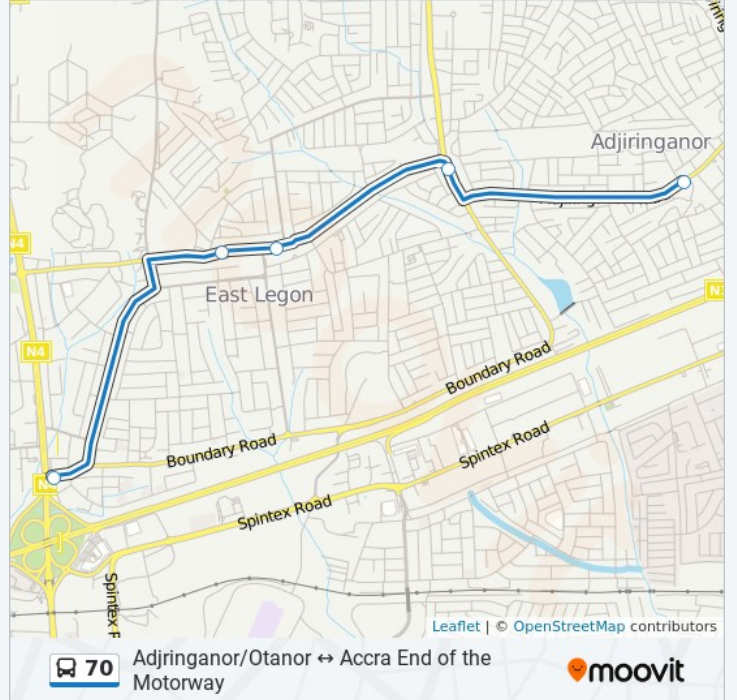 Adjiringanor
N4
East Legon
N4
Boundary Road
Boundary Road
Spintex Road
Spintex Road
Leaflet | © OpenStreetMap contributors
70
Adjringanor/Otanor ↔ Accra End of the
Motorway
moovit